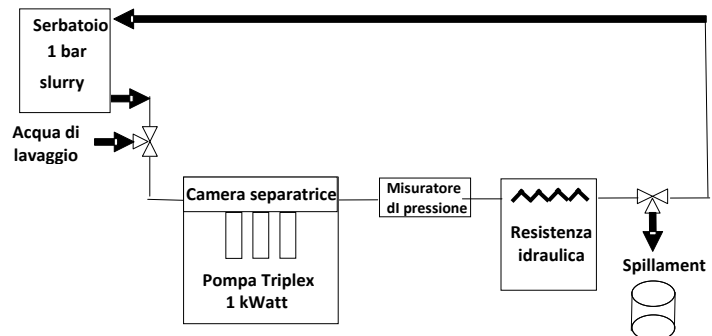 Serbatoio
1 bar
slurry
Acqua di
lavaggio
Camera separatrice
Pompa Triplex
1 kWatt
Misuratore
dI pressione
Resistenza
idraulica
Spillament